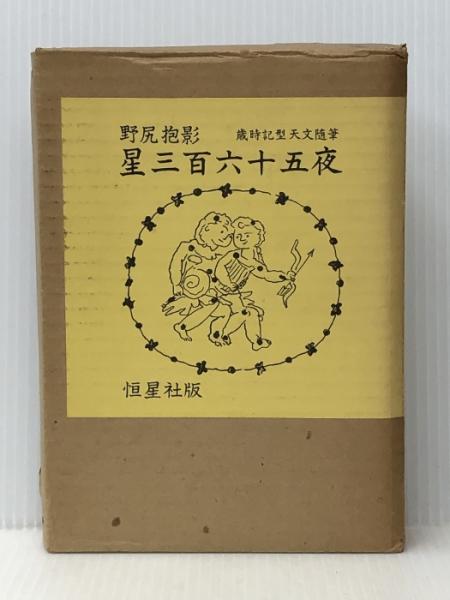 野尻抱影 歳時記型天文随筆
星三百六十五夜
恒星社版